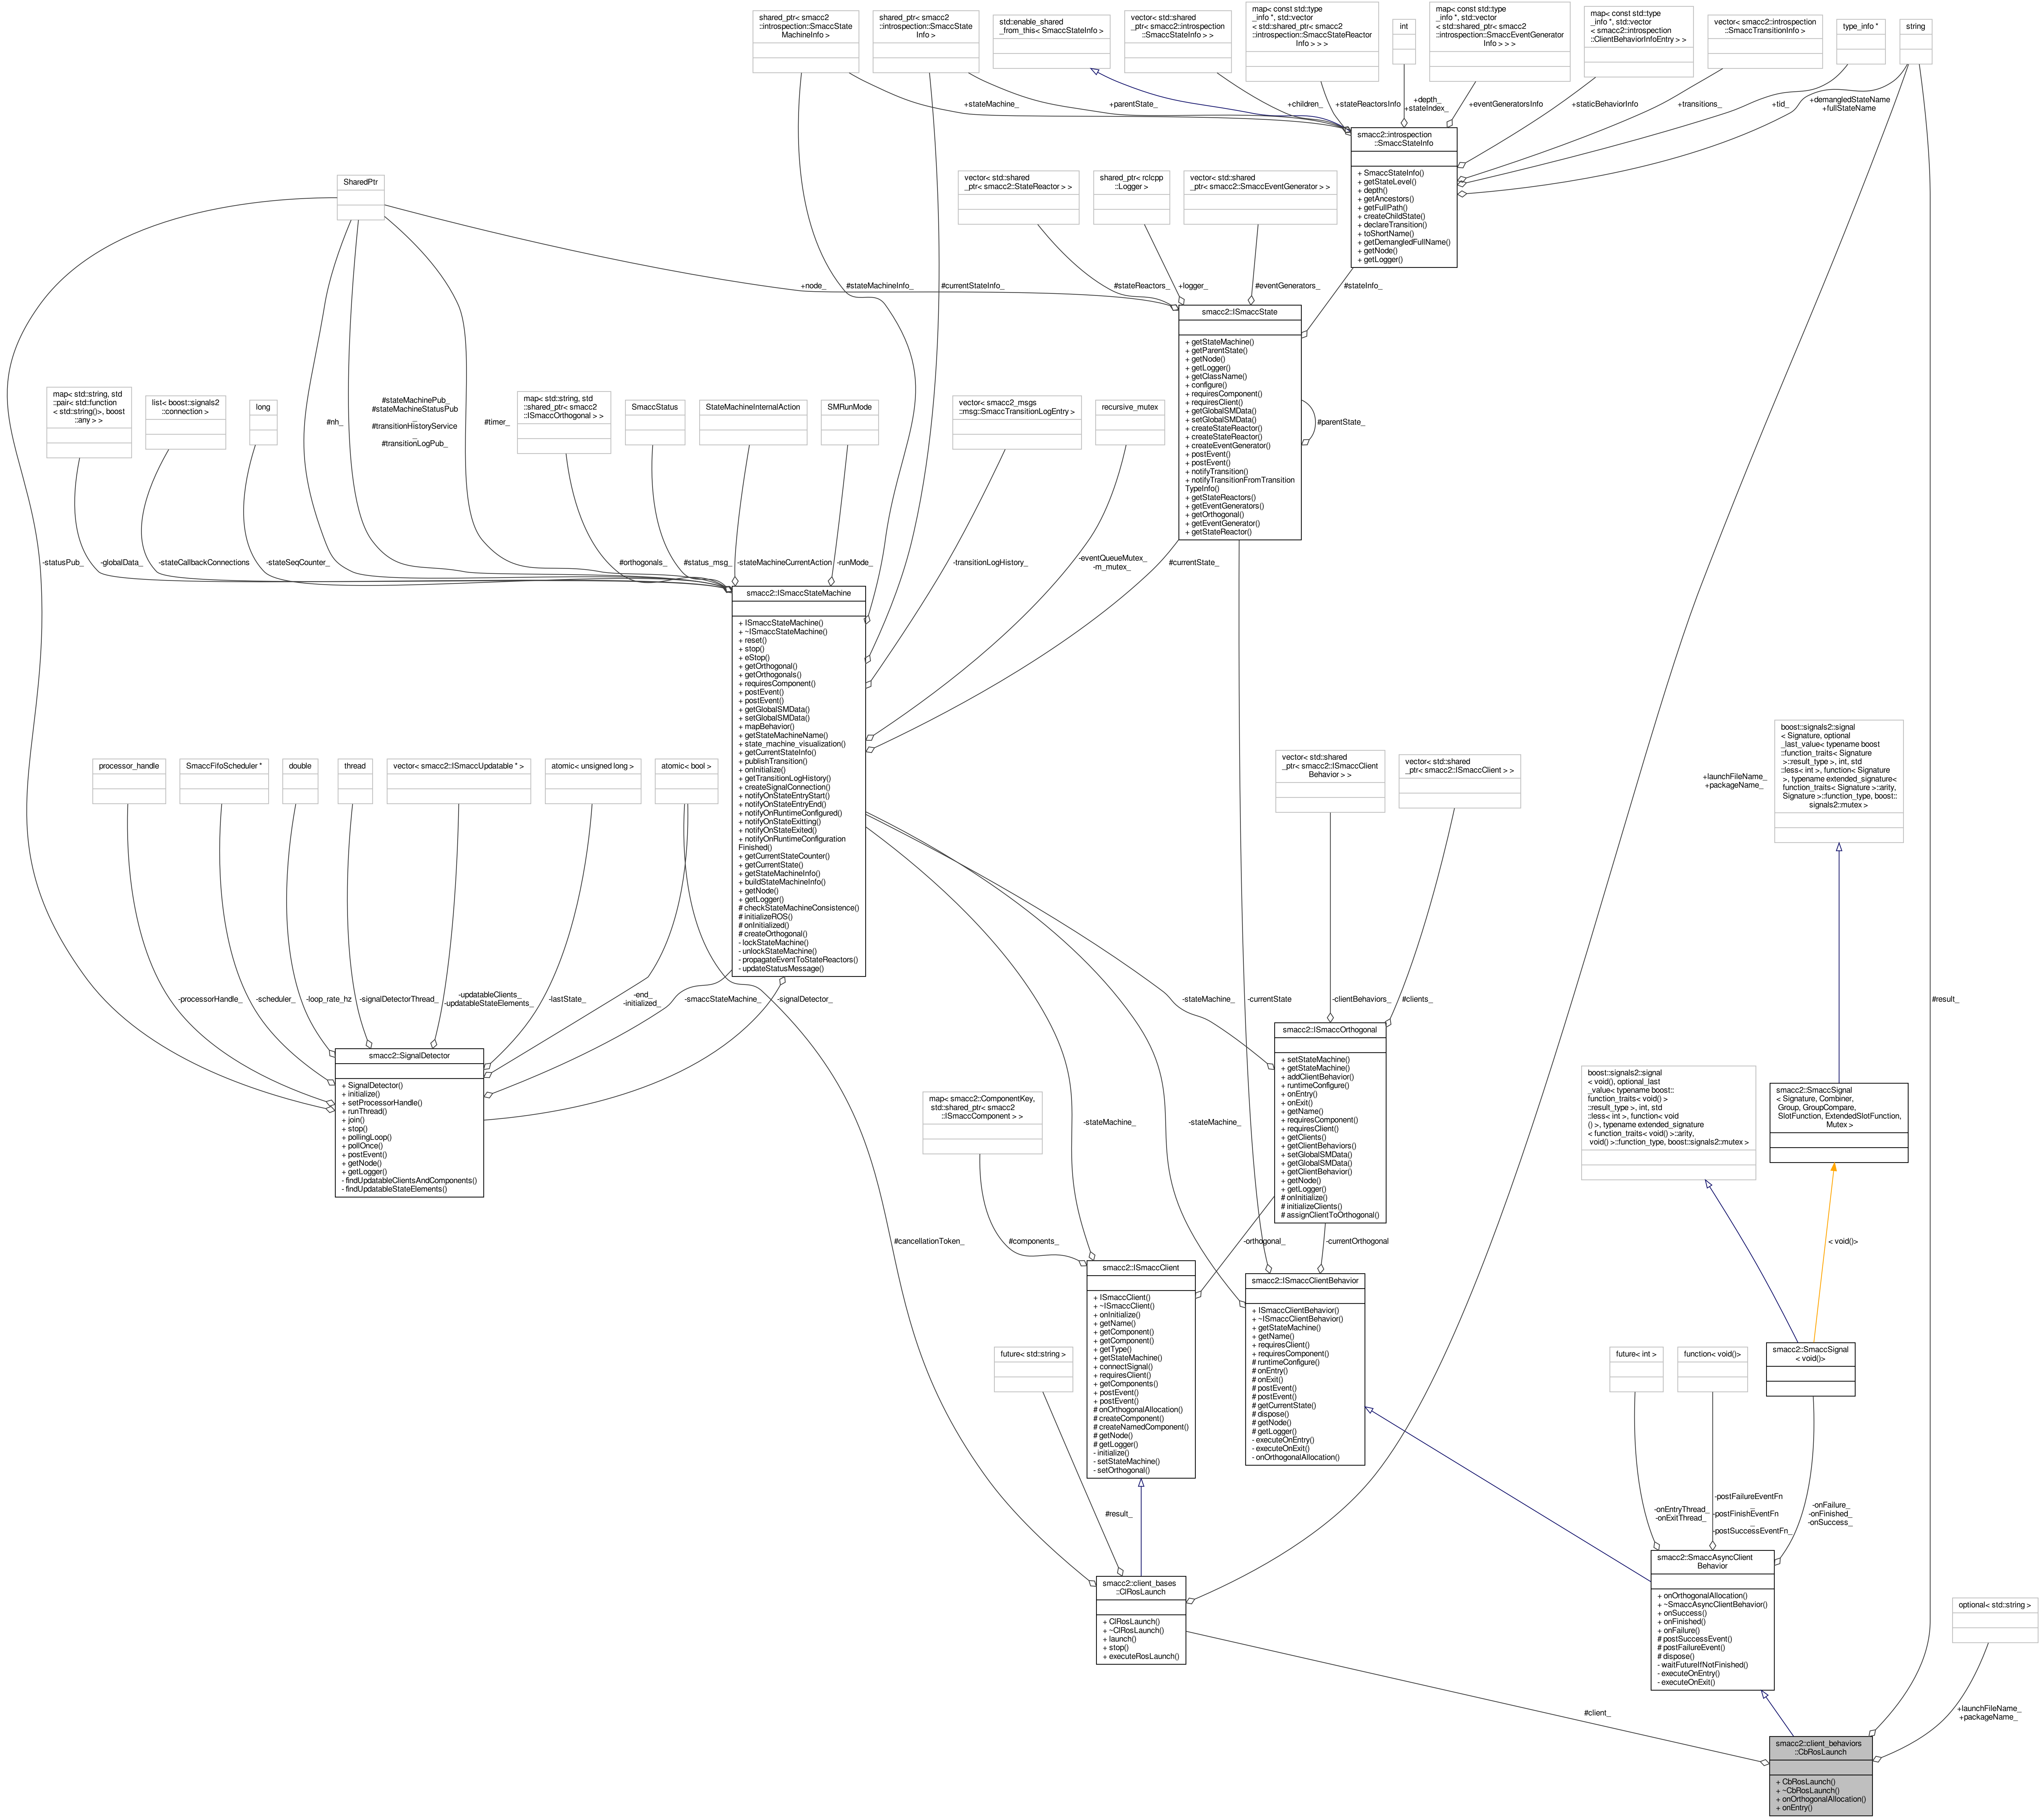 shared_ptr< smacc2
::introspection::SmaccState
MachineInfo >
shared_ptr< smacc2
::introspection::SmaccState
Info >
std::enable_shared
_from_this< SmaccStateInfo >
vector< std::shared
_ptr< smacc2::introspection
::SmaccStateInfo > >
map< const std::type
_info *, std::vector
< std::shared_ptr< smacc2
::introspection::SmaccStateReactor
Info > > >
int
map< const std::type
_info *, std::vector
< std::shared_ptr< smacc2
::introspection::SmaccEventGenerator
Info > > >
map< const std::type
_info *, std::vector
< smacc2::introspection
::ClientBehaviorInfoEntry > >
vector< smacc2::introspection
::SmaccTransitionInfo >
type_info *
string
+stateMachine_
+parentState_
+children_
+stateReactorsInfo
+depth_
+stateIndex_
+eventGeneratorsInfo
+staticBehaviorInfo
+transitions_
+tid_
+demangledStateName
+fullStateName
smacc2::introspection
::SmaccStateInfo
+ SmaccStateInfo()
+ getStateLevel()
+ depth()
+ getAncestors()
+ getFullPath()
+ createChildState()
+ declareTransition()
+ toShortName()
+ getDemangledFullName()
+ getNode()
+ getLogger()
SharedPtr
vector< std::shared
_ptr< smacc2::StateReactor > >
shared_ptr< rclcpp
::Logger >
vector< std::shared
_ptr< smacc2::SmaccEventGenerator > >
+node_
#stateMachineInfo_
#currentStateInfo_
#stateReactors_
+logger_
#eventGenerators_
#stateInfo_
smacc2::ISmaccState
+ getStateMachine()
+ getParentState()
+ getNode()
+ getLogger()
+ getClassName()
+ configure()
+ requiresComponent()
+ requiresClient()
+ getGlobalSMData()
+ setGlobalSMData()
+ createStateReactor()
+ createStateReactor()
+ createEventGenerator()
+ postEvent()
+ postEvent()
+ notifyTransition()
+ notifyTransitionFromTransition
TypeInfo()
+ getStateReactors()
+ getEventGenerators()
+ getOrthogonal()
+ getEventGenerator()
+ getStateReactor()
#parentState_
map< std::string, std
::pair< std::function
< std::string()>, boost
::any > >
list< boost::signals2
::connection >
long
#nh_
#stateMachinePub_
#stateMachineStatusPub
_
#transitionHistoryService
_
#transitionLogPub_
#timer_
map< std::string, std
::shared_ptr< smacc2
::ISmaccOrthogonal > >
SmaccStatus
StateMachineInternalAction
SMRunMode
vector< smacc2_msgs
::msg::SmaccTransitionLogEntry >
recursive_mutex
-statusPub_
-globalData_
-stateCallbackConnections
-stateSeqCounter_
#orthogonals_
#status_msg_
-stateMachineCurrentAction
-runMode_
-transitionLogHistory_
-eventQueueMutex_
-m_mutex_
#currentState_
smacc2::ISmaccStateMachine
+ ISmaccStateMachine()
+ ~ISmaccStateMachine()
+ reset()
+ stop()
+ eStop()
+ getOrthogonal()
+ getOrthogonals()
+ requiresComponent()
+ postEvent()
+ postEvent()
+ getGlobalSMData()
+ setGlobalSMData()
+ mapBehavior()
+ getStateMachineName()
+ state_machine_visualization()
+ getCurrentStateInfo()
+ publishTransition()
+ onInitialize()
+ getTransitionLogHistory()
+ createSignalConnection()
+ notifyOnStateEntryStart()
+ notifyOnStateEntryEnd()
+ notifyOnRuntimeConfigured()
+ notifyOnStateExitting()
+ notifyOnStateExited()
+ notifyOnRuntimeConfiguration
Finished()
+ getCurrentStateCounter()
+ getCurrentState()
+ getStateMachineInfo()
+ buildStateMachineInfo()
+ getNode()
+ getLogger()
# checkStateMachineConsistence()
# initializeROS()
# onInitialized()
# createOrthogonal()
- lockStateMachine()
- unlockStateMachine()
- propagateEventToStateReactors()
- updateStatusMessage()
processor_handle
SmaccFifoScheduler *
double
thread
vector< smacc2::ISmaccUpdatable * >
atomic< unsigned long >
atomic< bool >
-processorHandle_
-scheduler_
-loop_rate_hz
-signalDetectorThread_
-updatableClients_
-updatableStateElements_
-lastState_
-end_
-initialized_
-smaccStateMachine_
-signalDetector_
smacc2::SignalDetector
+ SignalDetector()
+ initialize()
+ setProcessorHandle()
+ runThread()
+ join()
+ stop()
+ pollingLoop()
+ pollOnce()
+ postEvent()
+ getNode()
+ getLogger()
- findUpdatableClientsAndComponents()
- findUpdatableStateElements()
vector< std::shared
_ptr< smacc2::ISmaccClient
Behavior > >
vector< std::shared
_ptr< smacc2::ISmaccClient > >
+launchFileName_
+packageName_
boost::signals2::signal
< Signature, optional
_last_value< typename boost
::function_traits< Signature
>::result_type >, int, std
::less< int >, function< Signature
>, typename extended_signature<
function_traits< Signature >::arity,
Signature >::function_type, boost::
signals2::mutex >
-stateMachine_
-currentState
-clientBehaviors_
#clients_
#result_
smacc2::ISmaccOrthogonal
+ setStateMachine()
+ getStateMachine()
+ addClientBehavior()
+ runtimeConfigure()
+ onEntry()
+ onExit()
+ getName()
+ requiresComponent()
+ requiresClient()
+ getClients()
+ getClientBehaviors()
+ setGlobalSMData()
+ getGlobalSMData()
+ getClientBehavior()
+ getNode()
+ getLogger()
# onInitialize()
# initializeClients()
# assignClientToOrthogonal()
boost::signals2::signal
< void(), optional_last
_value< typename boost::
function_traits< void() >
::result_type >, int, std
::less< int >, function< void
() >, typename extended_signature
< function_traits< void() >::arity,
void() >::function_type, boost::signals2::mutex >
smacc2::SmaccSignal
< Signature, Combiner,
Group, GroupCompare,
SlotFunction, ExtendedSlotFunction,
Mutex >
map< smacc2::ComponentKey,
std::shared_ptr< smacc2
::ISmaccComponent > >
-stateMachine_
-stateMachine_
#cancellationToken_
#components_
-orthogonal_
-currentOrthogonal
< void()>
smacc2::ISmaccClient
+ ISmaccClient()
+ ~ISmaccClient()
+ onInitialize()
+ getName()
+ getComponent()
+ getComponent()
+ getType()
+ getStateMachine()
+ connectSignal()
+ requiresClient()
+ getComponents()
+ postEvent()
+ postEvent()
# onOrthogonalAllocation()
# createComponent()
# createNamedComponent()
# getNode()
# getLogger()
- initialize()
- setStateMachine()
- setOrthogonal()
smacc2::ISmaccClientBehavior
+ ISmaccClientBehavior()
+ ~ISmaccClientBehavior()
+ getStateMachine()
+ getName()
+ requiresClient()
+ requiresComponent()
# runtimeConfigure()
# onEntry()
# onExit()
# postEvent()
# postEvent()
# getCurrentState()
# dispose()
# getNode()
# getLogger()
- executeOnEntry()
- executeOnExit()
- onOrthogonalAllocation()
future< std::string >
future< int >
function< void()>
smacc2::SmaccSignal
< void()>
#result_
-onEntryThread_
-onExitThread_
-postFailureEventFn
_
-postFinishEventFn
_
-postSuccessEventFn_
-onFailure_
-onFinished_
-onSuccess_
smacc2::client_bases
::ClRosLaunch
+ ClRosLaunch()
+ ~ClRosLaunch()
+ launch()
+ stop()
+ executeRosLaunch()
smacc2::SmaccAsyncClient
Behavior
+ onOrthogonalAllocation()
+ ~SmaccAsyncClientBehavior()
+ onSuccess()
+ onFinished()
+ onFailure()
# postSuccessEvent()
# postFailureEvent()
# dispose()
- waitFutureIfNotFinished()
- executeOnEntry()
- executeOnExit()
optional< std::string >
#client_
+launchFileName_
+packageName_
smacc2::client_behaviors
::CbRosLaunch
+ CbRosLaunch()
+ ~CbRosLaunch()
+ onOrthogonalAllocation()
+ onEntry()